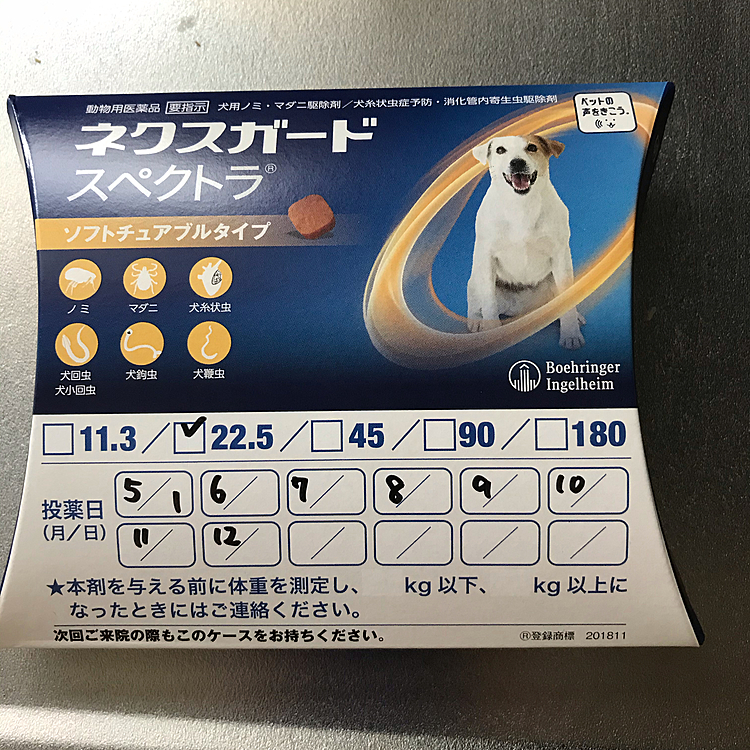 動物用医薬品 要指示 犬用ノミ・マダニ駆除剤／犬糸状虫症予防・消化管内寄生虫駆除剤
ペットの
声をきこう。
ネクスガード
スペクトラ®
ソフトチュアブルタイプ
ノミ マダニ 犬糸状虫
犬回虫 犬鉤虫 犬鞭虫
犬小回虫
Boehringer
Ingelheim
□11.3／☑22.5／□45／□90／□180
投薬日
(月／日)
5/1 6/ 7/ 8/ 9/ 10/
11/ 12/ / / / /
★本剤を与える前に体重を測定し、 kg以下、 kg以上に
なったときにはご連絡ください。
次回ご来院の際もこのケースをお持ちください。
®登録商標 201811